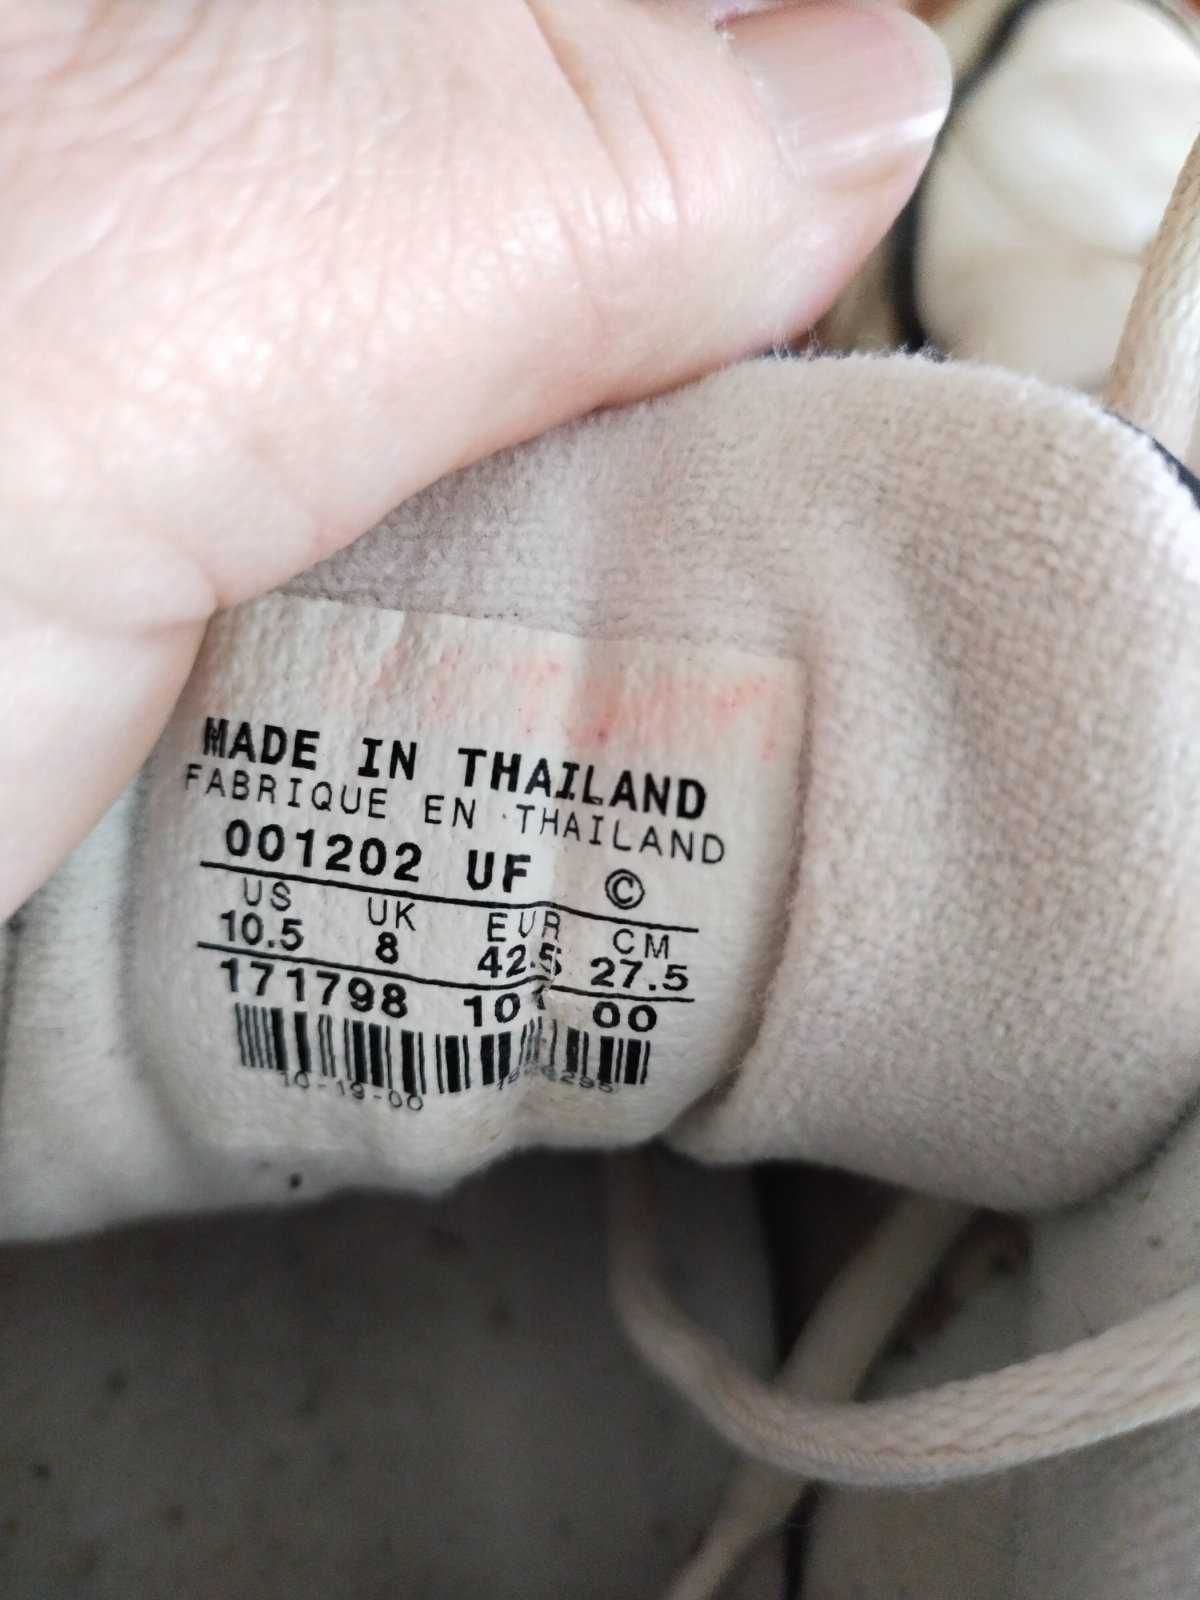 MADE IN THAILAND
FABRIQUE EN THAILAND
001202 UF ©
US UK EUR CM
10.5 8 42.5 27.5
171798 00
10-19-00